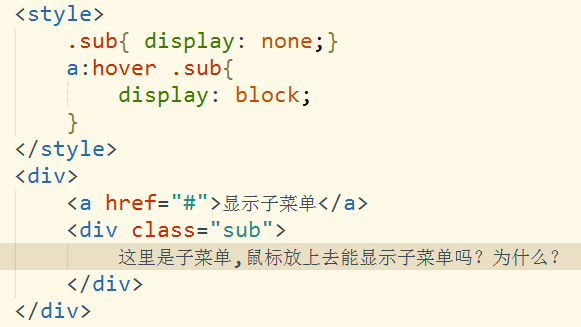 <style>
.sub{ display: none;}
a:hover .sub{
display: block;
}
</style>
<div>
<a href="#">显示子菜单</a>
<div class="sub">
这里是子菜单,鼠标放上去能显示子菜单吗？为什么？
</div>
</div>